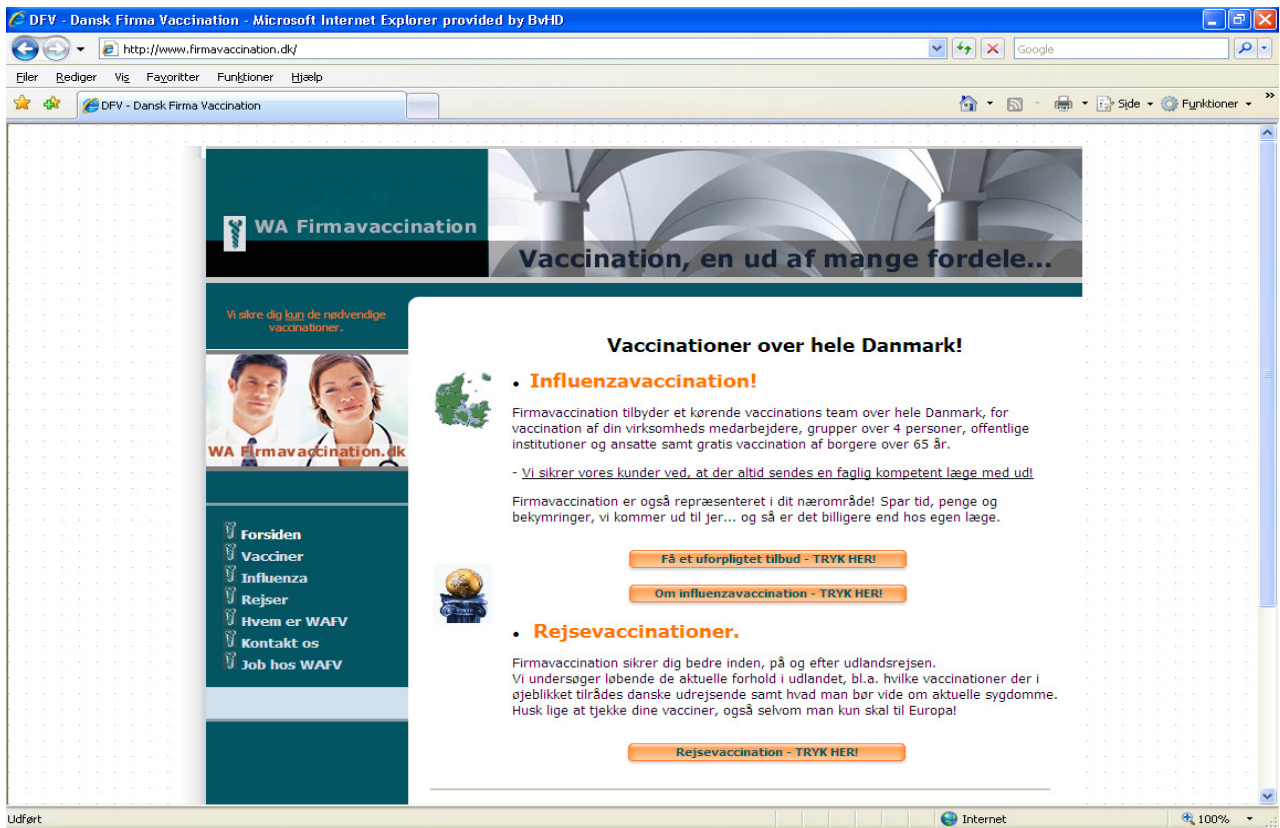 DFV - Dansk Firma Vaccination - Microsoft Internet Explorer provided by BvHD
http://www.firmavaccination.dk/
Google
Filer Rediger Vis Favoritter Funktioner Hjælp
DFV - Dansk Firma Vaccination
Side Funktioner
WA Firmavaccination
Vaccination, en ud af mange fordele...
Vi sikre dig kun de nødvendige
vaccinationer.
WA Firmavaccination.dk
Forsiden
Vacciner
Influenza
Rejser
Hvem er WAFV
Kontakt os
Job hos WAFV
Vaccinationer over hele Danmark!
• Influenzavaccination!
Firmavaccination tilbyder et kørende vaccinations team over hele Danmark, for
vaccination af din virksomheds medarbejdere, grupper over 4 personer, offentlige
institutioner og ansatte samt gratis vaccination af borgere over 65 år.
- Vi sikrer vores kunder ved, at der altid sendes en faglig kompetent læge med ud!
Firmavaccination er også repræsenteret i dit nærområde! Spar tid, penge og
bekymringer, vi kommer ud til jer... og så er det billigere end hos egen læge.
Få et uforpligtet tilbud - TRYK HER!
Om influenzavaccination - TRYK HER!
• Rejsevaccinationer.
Firmavaccination sikrer dig bedre inden, på og efter udlandsrejsen.
Vi undersøger løbende de aktuelle forhold i udlandet, bl.a. hvilke vaccinationer der i
øjeblikket tilrådes danske udrejsende samt hvad man bør vide om aktuelle sygdomme.
Husk lige at tjekke dine vacciner, også selvom man kun skal til Europa!
Rejsevaccination - TRYK HER!
Udført
Internet
100%